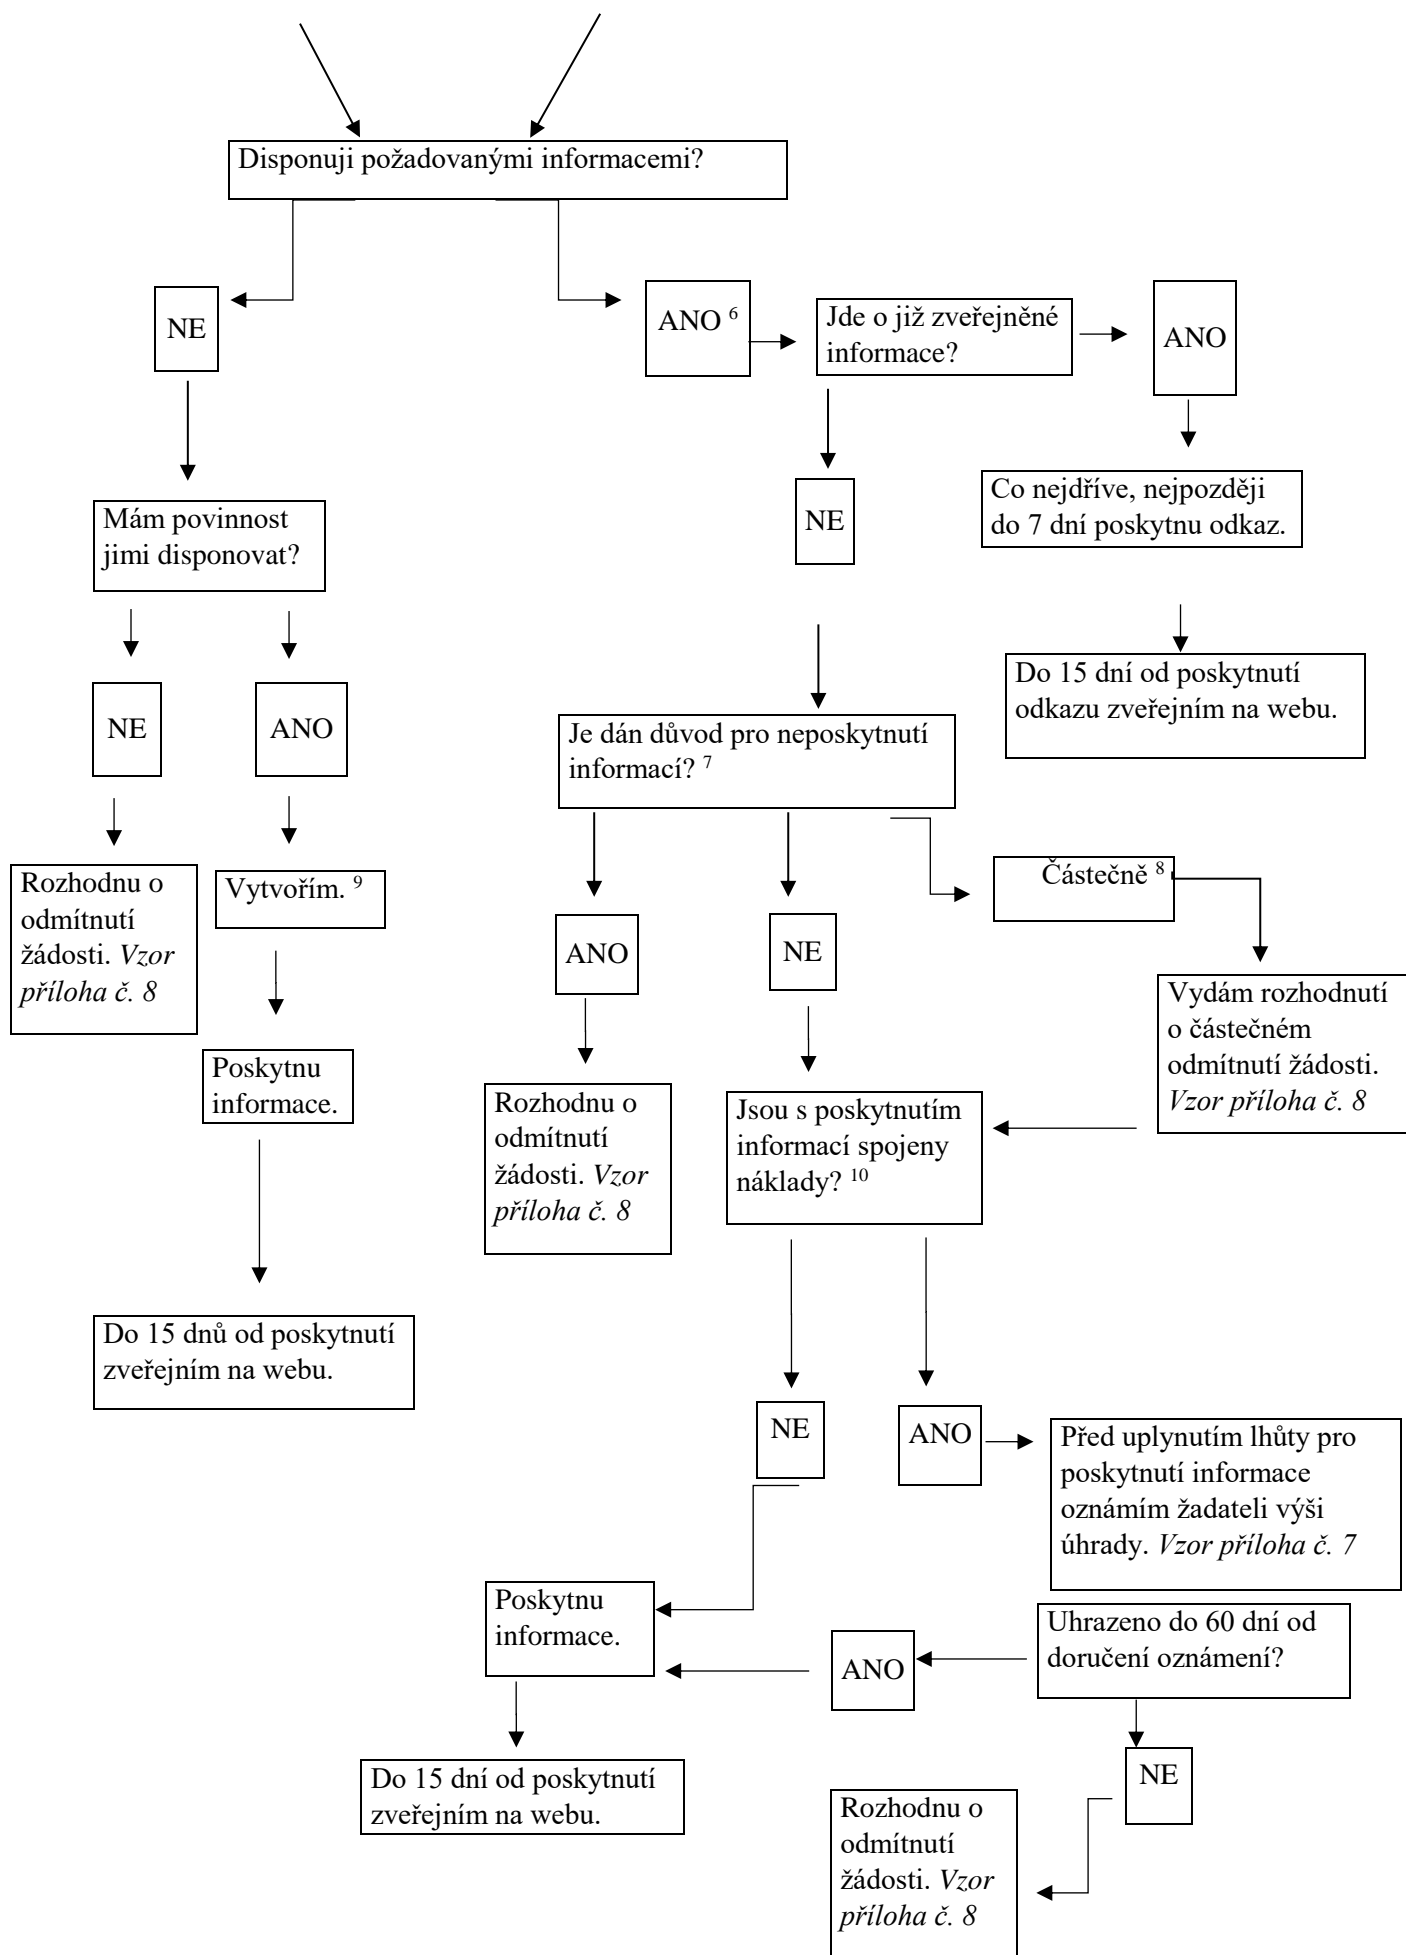 Disponuji požadovanými informacemi?
NE
ANO 6
Jde o již zveřejněné
informace?
ANO
Mám povinnost
jimi disponovat?
NE
Co nejdříve, nejpozději
do 7 dní poskytnu odkaz.
NE
ANO
Do 15 dní od poskytnutí
odkazu zveřejním na webu.
Je dán důvod pro neposkytnutí
informací? 7
Rozhodnu o
odmítnutí
žádosti. Vzor
příloha č. 8
Vytvořím. 9
Částečně 8
ANO
NE
Vydám rozhodnutí
o částečném
odmítnutí žádosti.
Vzor příloha č. 8
Poskytnu
informace.
Rozhodnu o
odmítnutí
žádosti. Vzor
příloha č. 8
Jsou s poskytnutím
informací spojeny
náklady? 10
Do 15 dnů od poskytnutí
zveřejním na webu.
NE
ANO
Před uplynutím lhůty pro
poskytnutí informace
oznámím žadateli výši
úhrady. Vzor příloha č. 7
Poskytnu
informace.
ANO
Uhrazeno do 60 dní od
doručení oznámení?
Do 15 dní od poskytnutí
zveřejním na webu.
NE
Rozhodnu o
odmítnutí
žádosti. Vzor
příloha č. 8